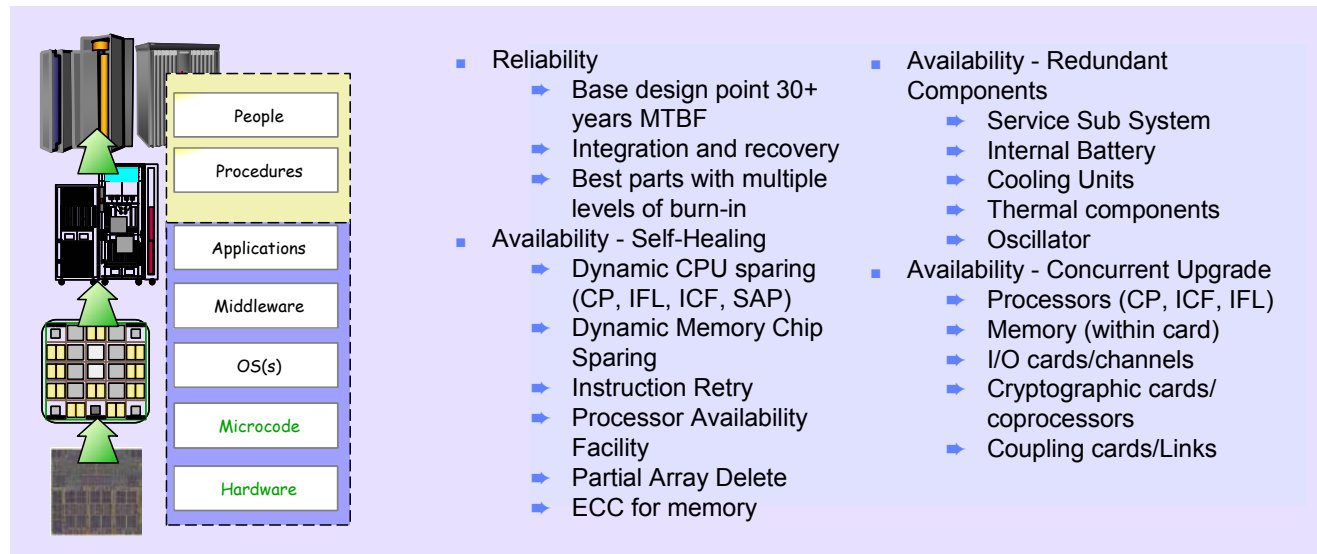 People
Procedures
Applications
Middleware
OS(s)
Microcode
Hardware
Reliability
Base design point 30+
years MTBF
Integration and recovery
Best parts with multiple
levels of burn-in
Availability - Self-Healing
Dynamic CPU sparing
(CP, IFL, ICF, SAP)
Dynamic Memory Chip
Sparing
Instruction Retry
Processor Availability
Facility
Partial Array Delete
ECC for memory
Availability - Redundant
Components
Service Sub System
Internal Battery
Cooling Units
Thermal components
Oscillator
Availability - Concurrent Upgrade
Processors (CP, ICF, IFL)
Memory (within card)
I/O cards/channels
Cryptographic cards/
coprocessors
Coupling cards/Links